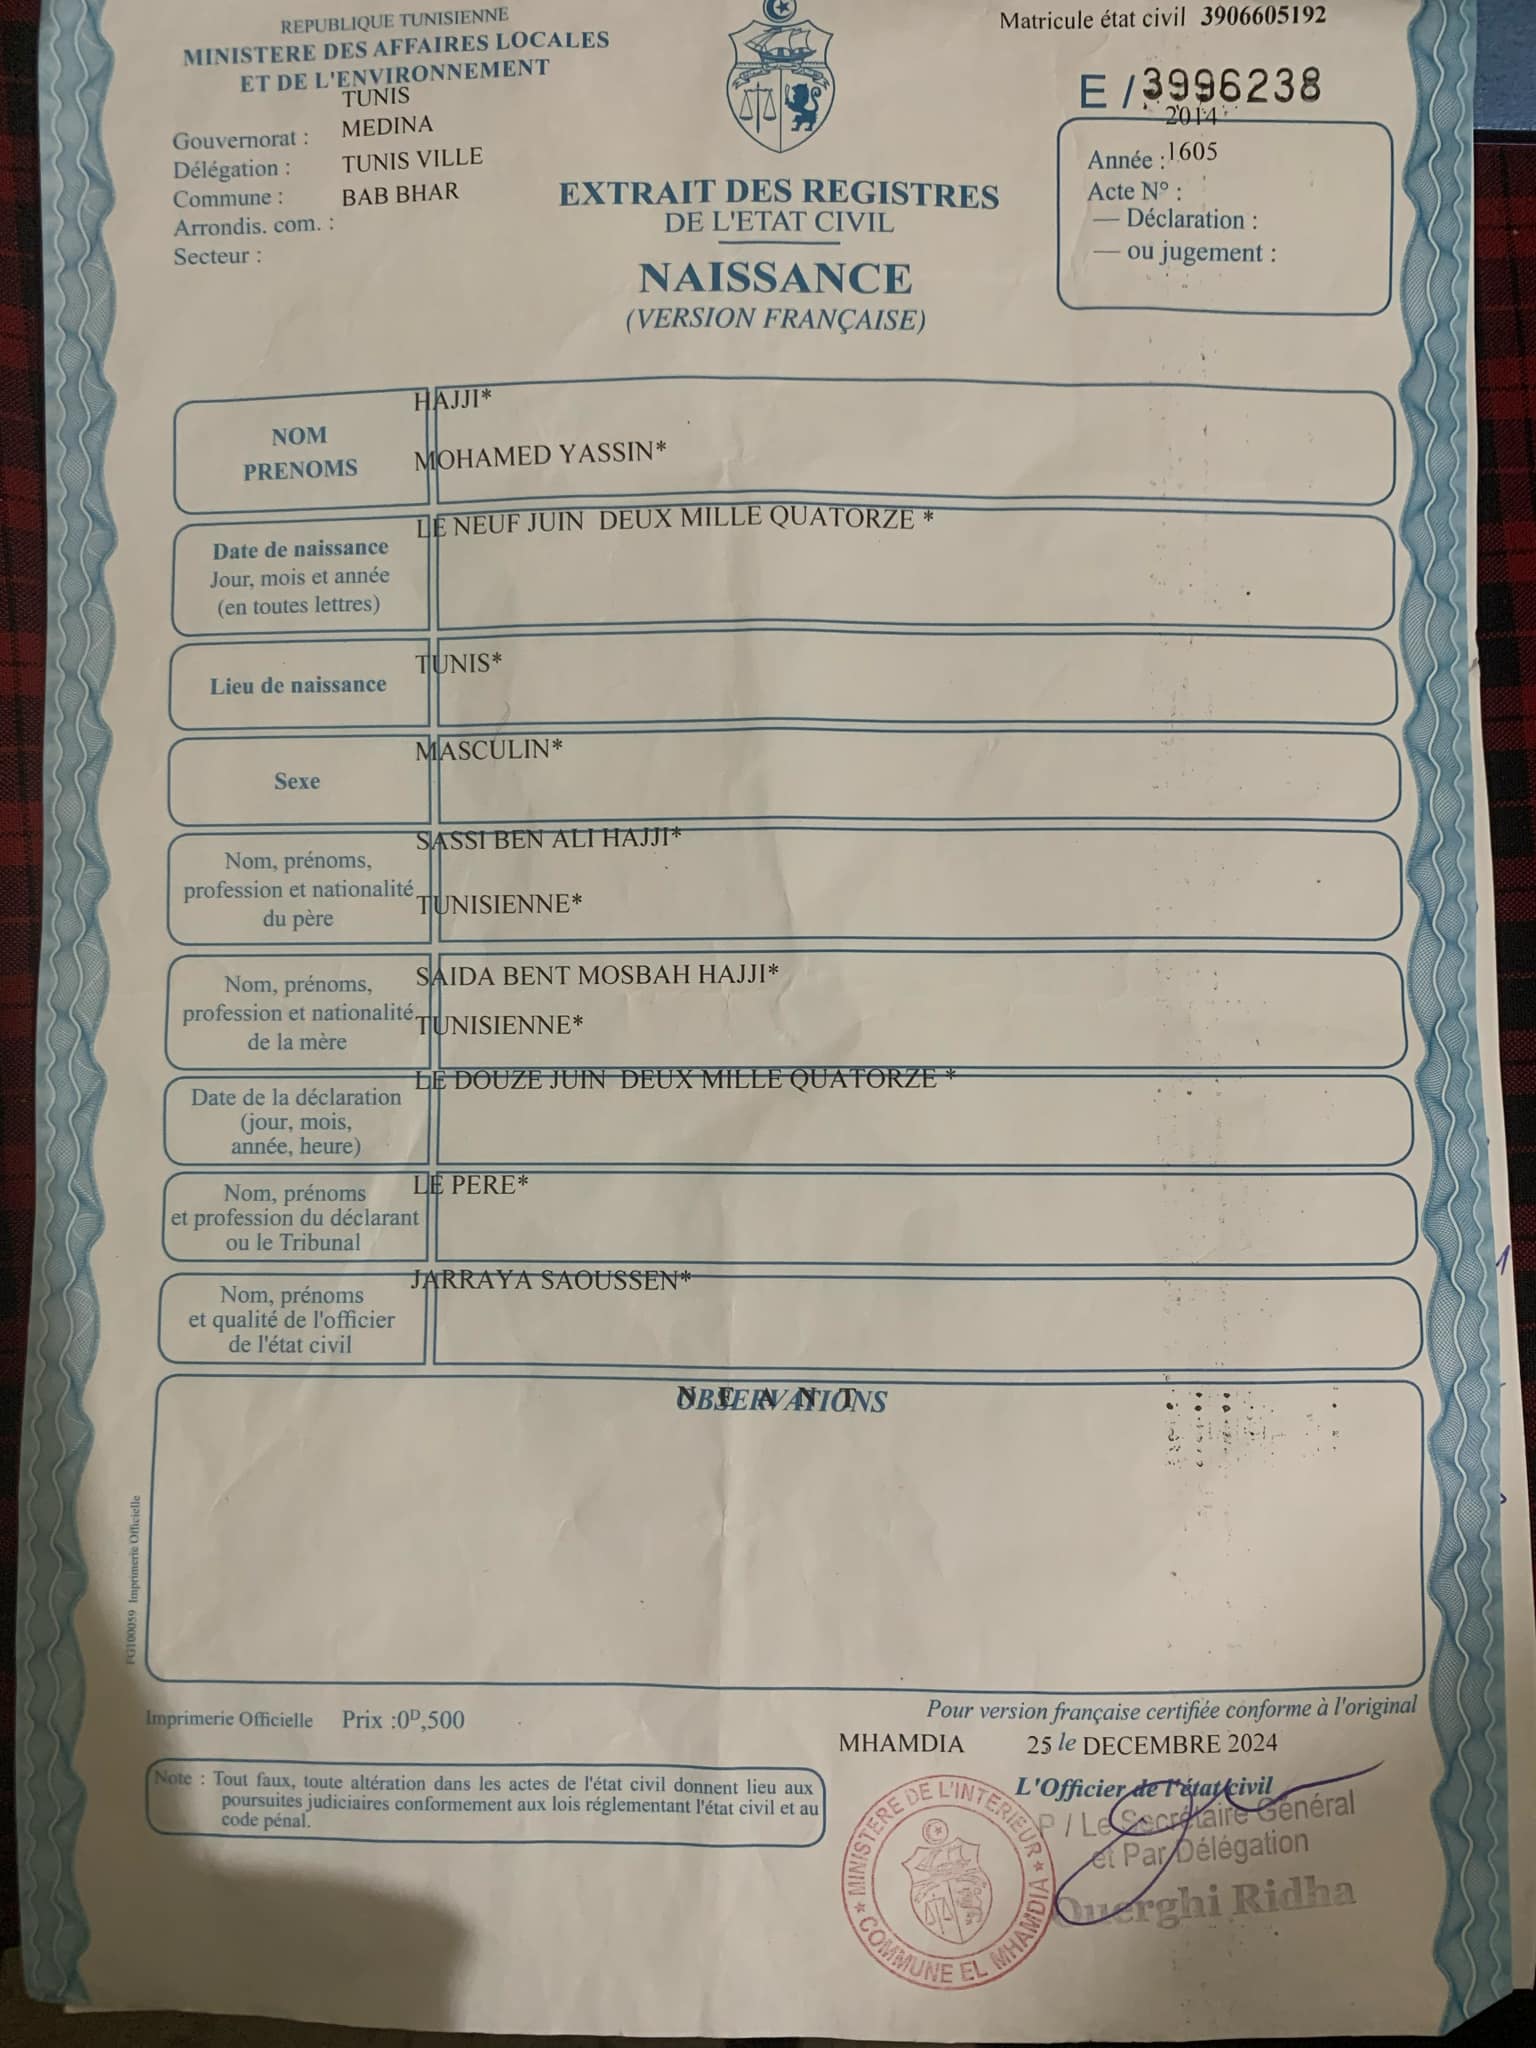 REPUBLIQUE TUNISIENNE
MINISTERE DES AFFAIRES LOCALES
ET DE L'ENVIRONNEMENT
Gouvernorat : TUNIS
Délégation : MEDINA
Commune : TUNIS VILLE
Arrondis. com. : BAB BHAR
Secteur :
Matricule état civil 3906605192
E / 3996238
2014
Année : 1605
Acte N° :
— Déclaration :
— ou jugement :
EXTRAIT DES REGISTRES
DE L'ETAT CIVIL
NAISSANCE
(VERSION FRANÇAISE)
NOM
PRENOMS
HAJJI*
MOHAMED YASSIN*
Date de naissance
Jour, mois et année
(en toutes lettres)
LE NEUF JUIN DEUX MILLE QUATORZE *
Lieu de naissance
TUNIS*
Sexe
MASCULIN*
Nom, prénoms,
profession et nationalité
du père
SASSI BEN ALI HAJJI*
TUNISIENNE*
Nom, prénoms,
profession et nationalité
de la mère
SAIDA BENT MOSBAH HAJJI*
TUNISIENNE*
Date de la déclaration
(jour, mois,
année, heure)
LE DOUZE JUIN DEUX MILLE QUATORZE *
Nom, prénoms
et profession du déclarant
ou le Tribunal
LE PERE*
Nom, prénoms
et qualité de l'officier
de l'état civil
JARRAYA SAOUSSEN*
OBSERVATIONS
N E A N T
FG100059 Imprimerie Officielle
Imprimerie Officielle Prix :0D,500
Note : Tout faux, toute altération dans les actes de l'état civil donnent lieu aux
poursuites judiciaires conformement aux lois réglementant l'état civil et au
code pénal.
Pour version française certifiée conforme à l'original
MHAMDIA 25 le DECEMBRE 2024
L'Officier de l'état civil
P / Le Secrétaire Général
et Par Délégation
Ouerghi Ridha
* MINISTERE DE L'INTERIEUR *
COMMUNE EL MHAMDIA